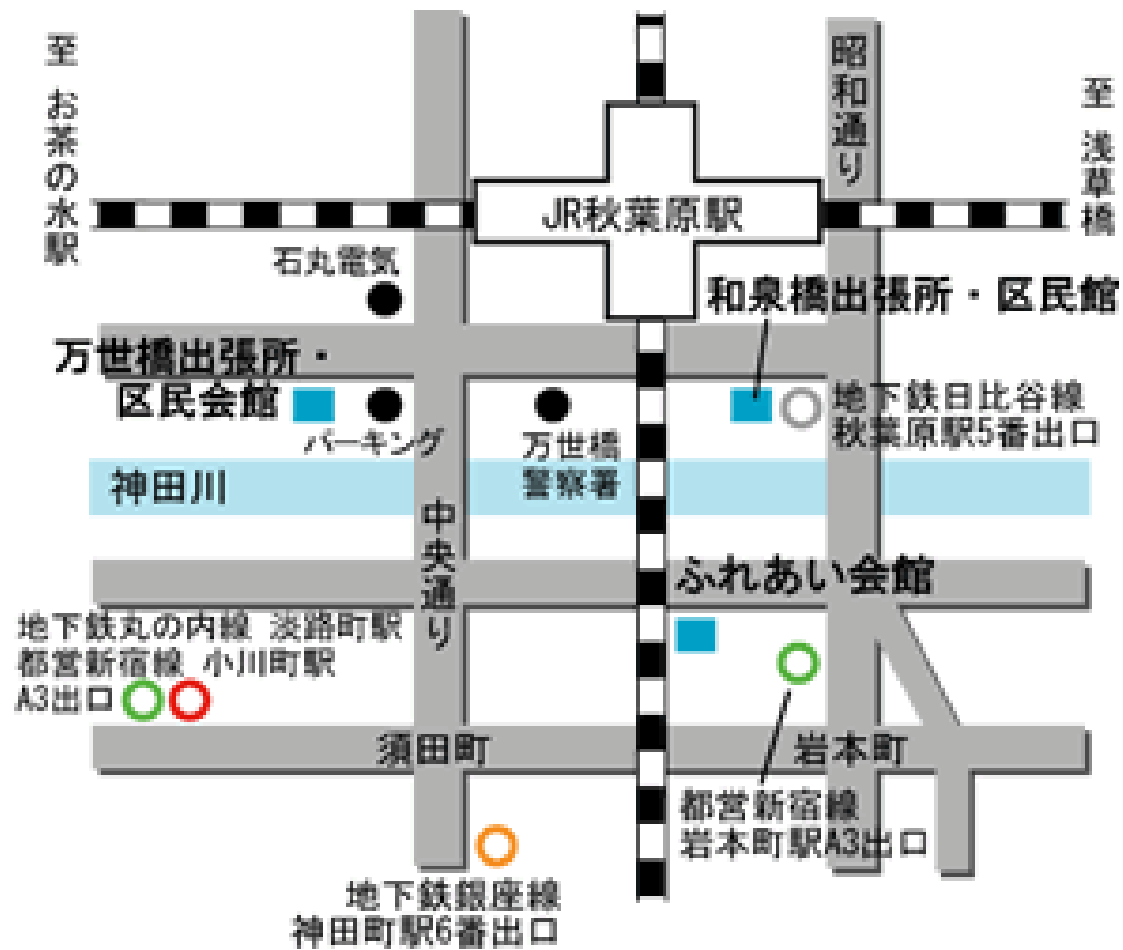 至 お茶の水駅
昭和通り
至 浅草橋
JR秋葉原駅
石丸電気
和泉橋出張所・区民館
万世橋出張所・
区民会館
パーキング
万世橋
警察署
地下鉄日比谷線
秋葉原駅5番出口
神田川
中央通り
ふれあい会館
地下鉄丸の内線 淡路町駅
都営新宿線 小川町駅
A3出口
須田町
岩本町
都営新宿線
岩本町駅A3出口
地下鉄銀座線
神田町駅6番出口